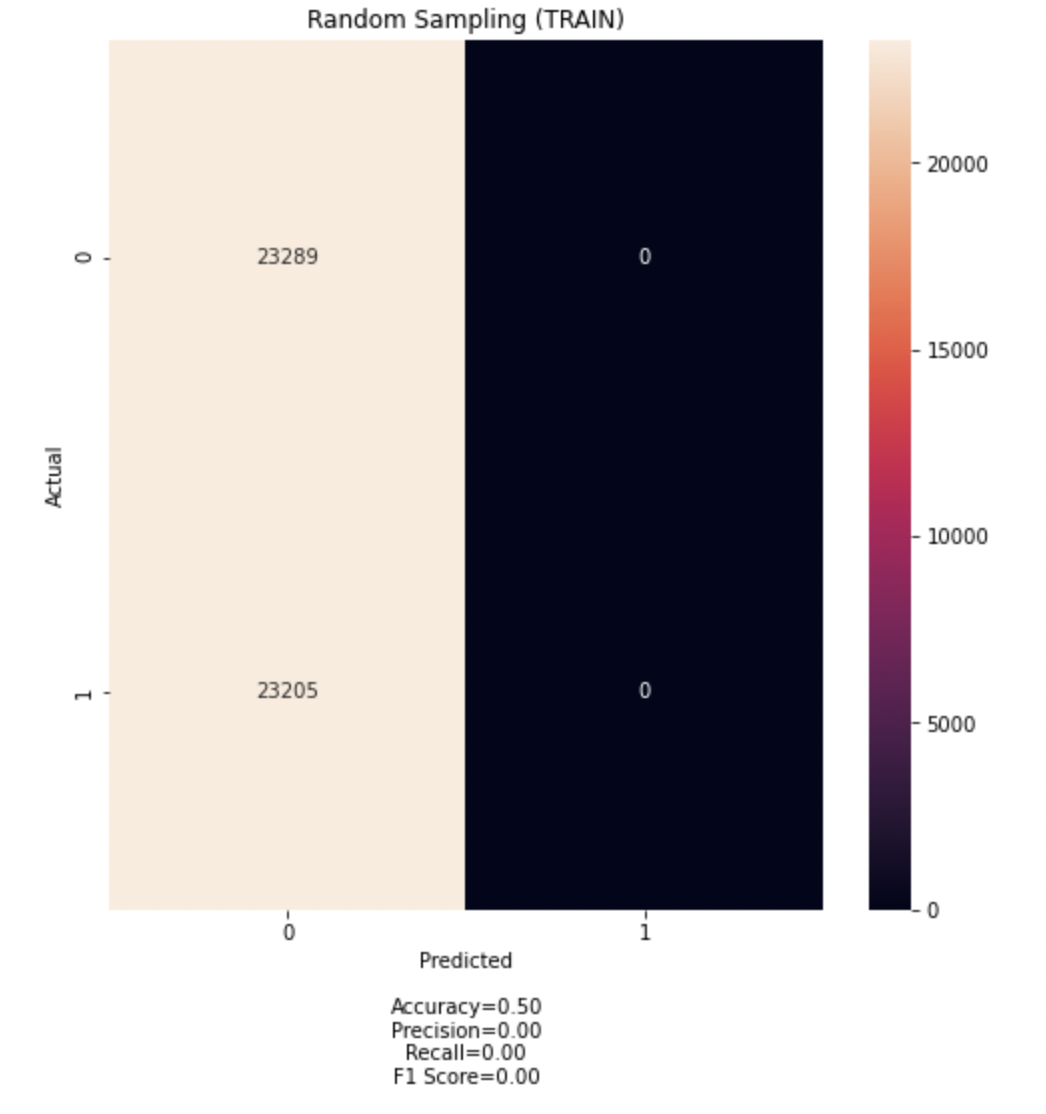 Random Sampling (TRAIN)
20000
0
23289
0
15000
Actual
10000
1
23205
0
5000
0
0
1
Predicted
Accuracy=0.50
Precision=0.00
Recall=0.00
F1 Score=0.00